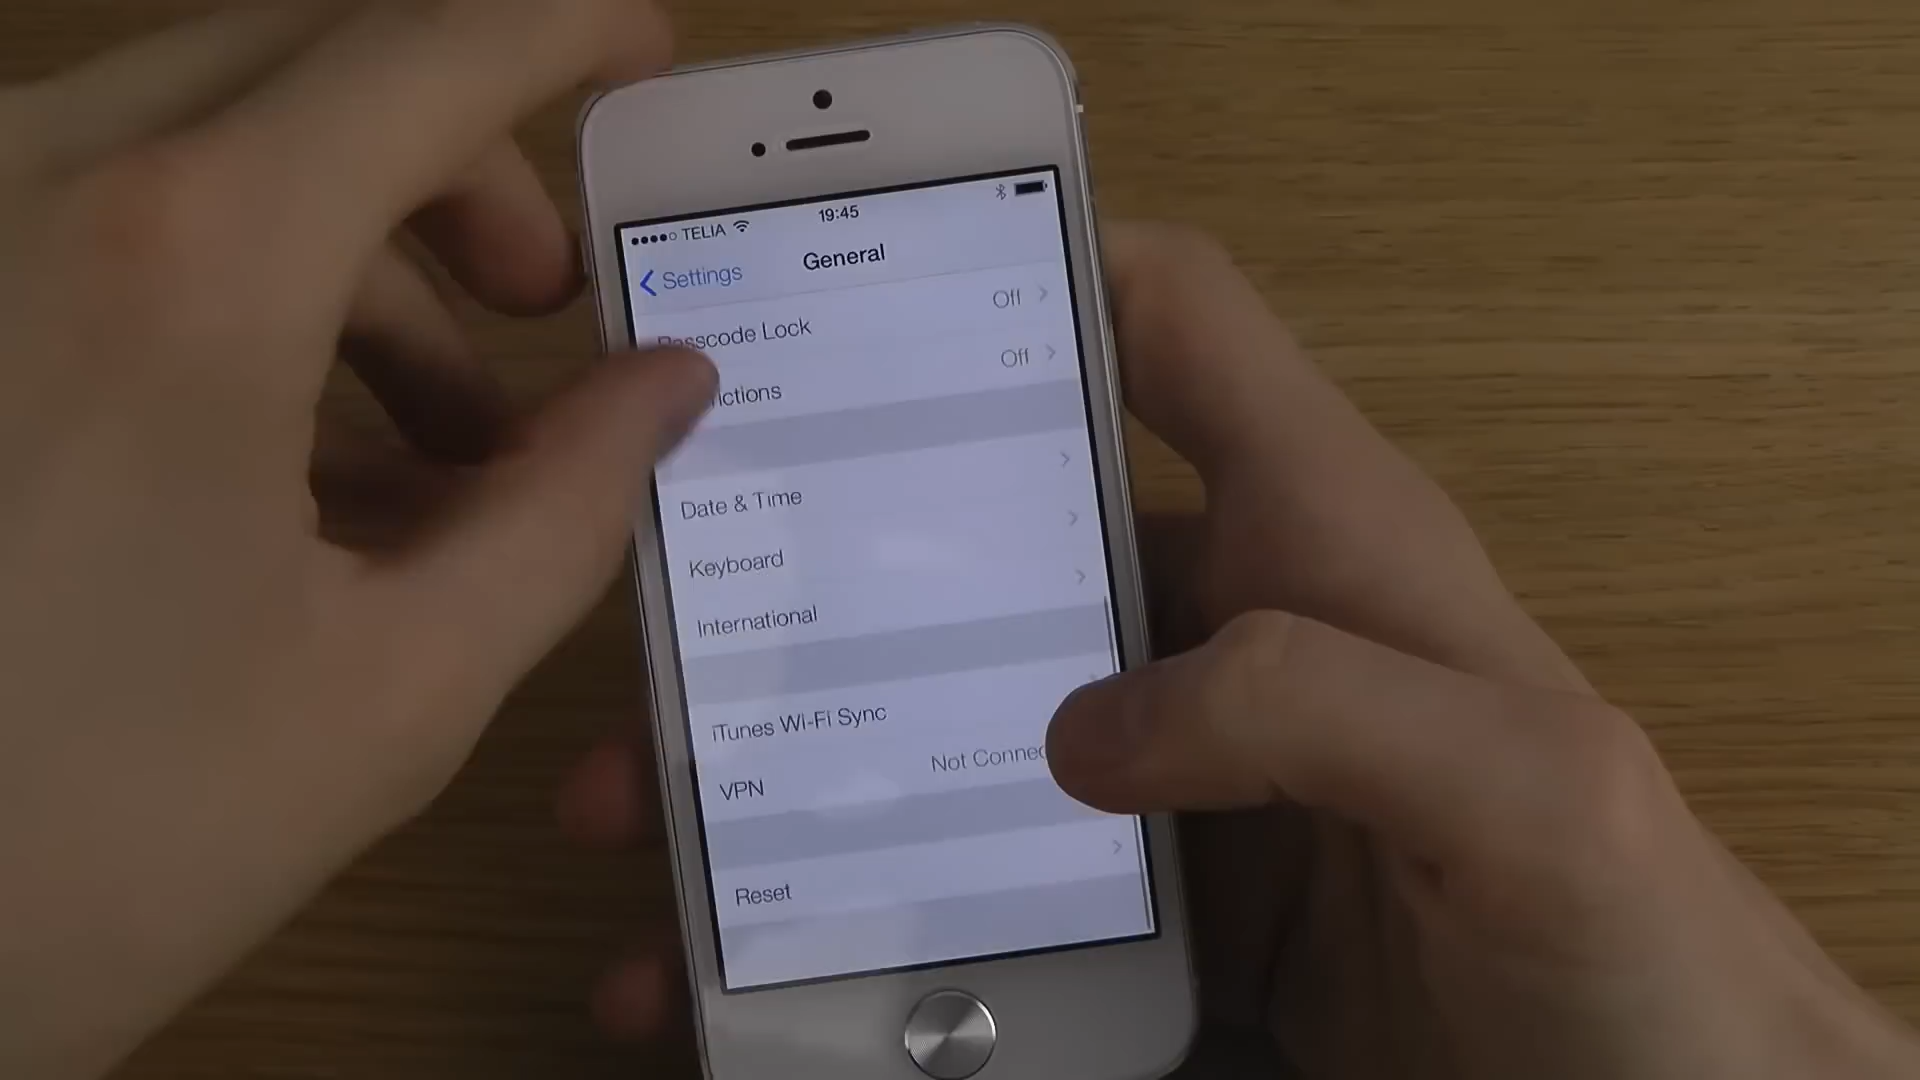 TELIA 19:45
Settings General
Passcode Lock Off
Off
Date & Time
Keyboard
International
iTunes Wi-Fi Sync
VPN Not
Reset